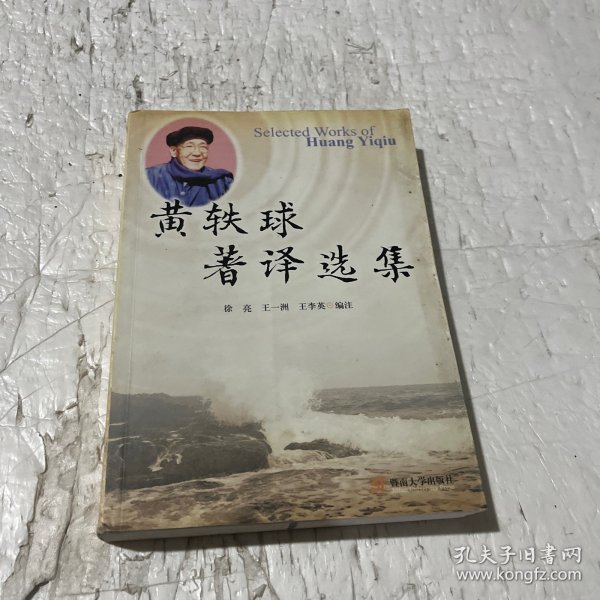 Selected Works of
Huang Yiqiu
黄轶球
著译选集
徐 亮 王一洲 王李英 编注
暨南大学出版社
孔夫子旧书网
www.kongfz.com